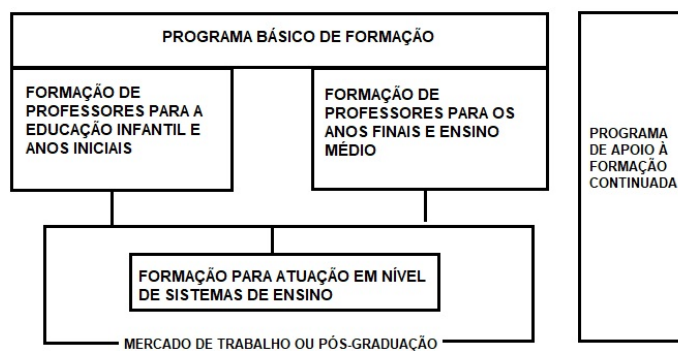 PROGRAMA BÁSICO DE FORMAÇÃO
FORMAÇÃO DE
PROFESSORES PARA A
EDUCAÇÃO INFANTIL E
ANOS INICIAIS
FORMAÇÃO DE
PROFESSORES PARA OS
ANOS FINAIS E ENSINO
MÉDIO
FORMAÇÃO PARA ATUAÇÃO EM NÍVEL
DE SISTEMAS DE ENSINO
MERCADO DE TRABALHO OU PÓS-GRADUAÇÃO
PROGRAMA
DE APOIO À
FORMAÇÃO
CONTINUADA